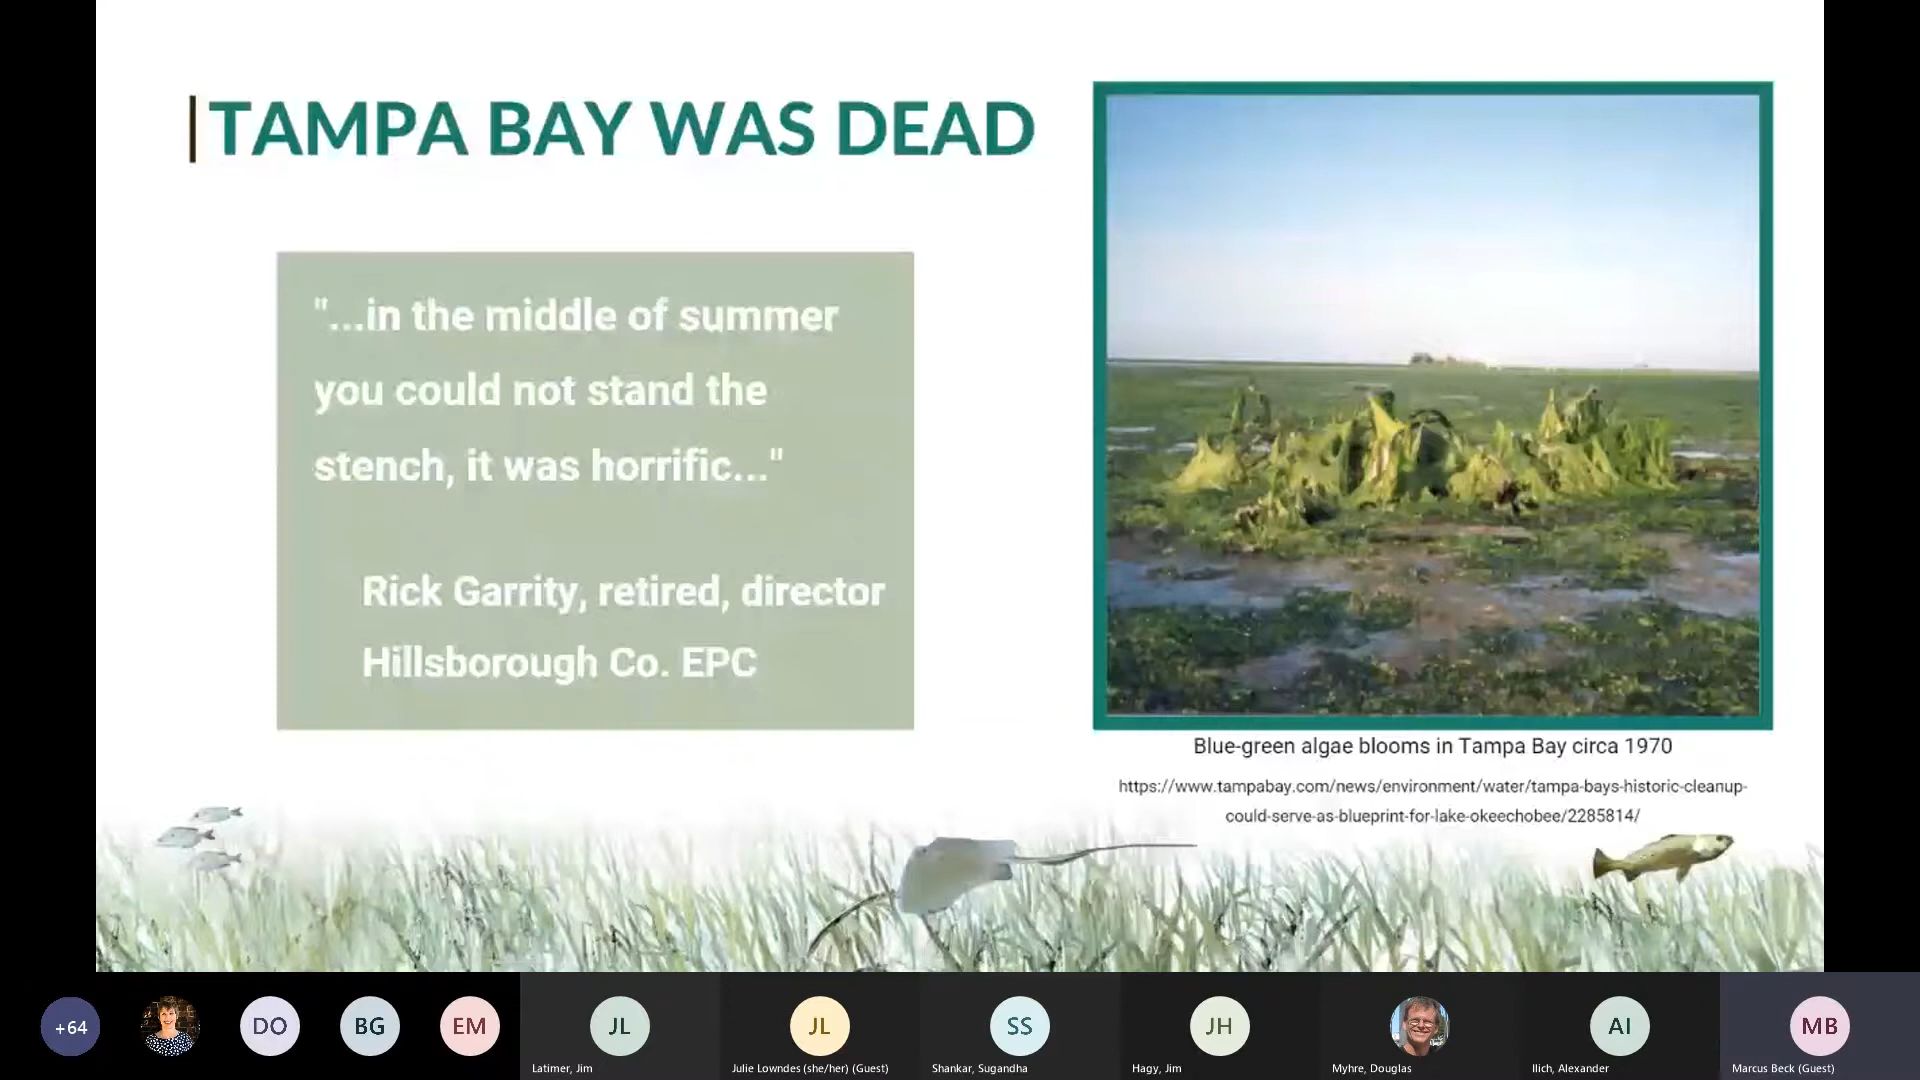 TAMPA BAY WAS DEAD
"...in the middle of summer
you could not stand the
stench, it was horrific..."
Rick Garrity, retired, director
Hillsborough Co. EPC
Blue-green algae blooms in Tampa Bay circa 1970
https://www.tampabay.com/news/environment/water/tampa-bays-historic-cleanup-
could-serve-as-blueprint-for-lake-okeechobee/2285814/
+64
DO
BG
EM
JL
Latimer, Jim
JL
Julie Lowndes (she/her) (Guest)
SS
Shankar, Sugandha
JH
Hagy, Jim
Myhre, Douglas
AI
Ilich, Alexander
MB
Marcus Beck (Guest)